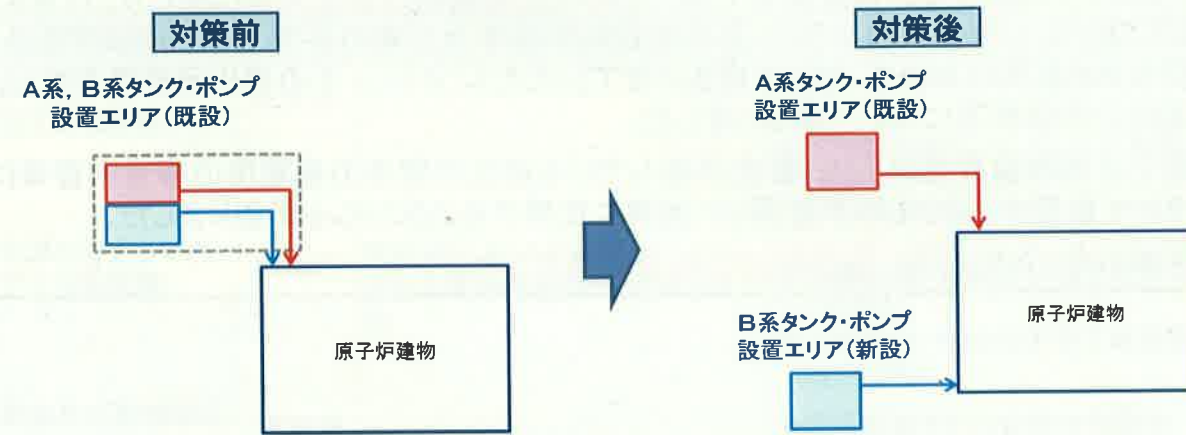 対策前
A系，B系タンク・ポンプ
設置エリア(既設)
原子炉建物
対策後
A系タンク・ポンプ
設置エリア(既設)
原子炉建物
B系タンク・ポンプ
設置エリア(新設)